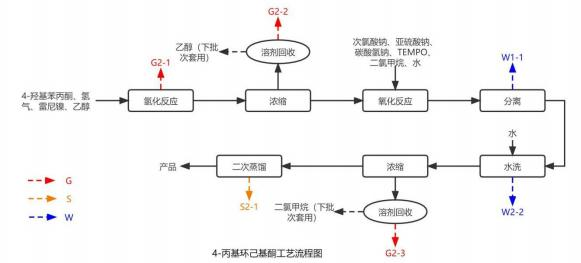 G2-2
乙醇（下批
次套用）
溶剂回收
次氯酸钠、亚硫酸钠、
碳酸氢钠、TEMPO、
二氯甲烷、水
G2-1
W1-1
4-羟基苯丙酮、氢
气、雷尼镍、乙醇
氢化反应
浓缩
氧化反应
分离
水
产品
二次蒸馏
浓缩
水洗
G
S
W
S2-1
二氯甲烷（下批
次套用）
溶剂回收
W2-2
G2-3
4-丙基环己基酮工艺流程图